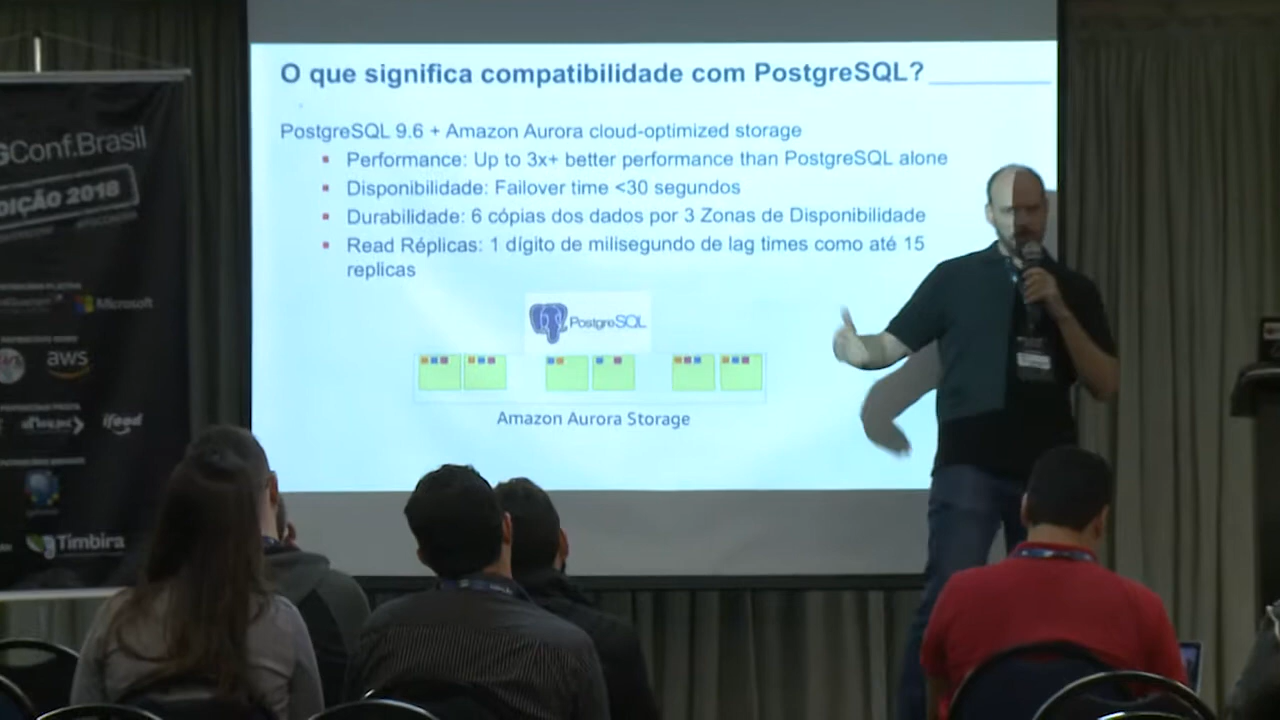 O que significa compatibilidade com PostgreSQL?
PostgreSQL 9.6 + Amazon Aurora cloud-optimized storage
Performance: Up to 3x+ better performance than PostgreSQL alone
Disponibilidade: Failover time <30 segundos
Durabilidade: 6 cópias dos dados por 3 Zonas de Disponibilidade
Read Réplicas: 1 dígito de milisegundo de lag times como até 15
replicas
PostgreSQL
Amazon Aurora Storage
GConf.Brasil
DIÇÃO 2018
Microsoft
aws
ifood
Timbira